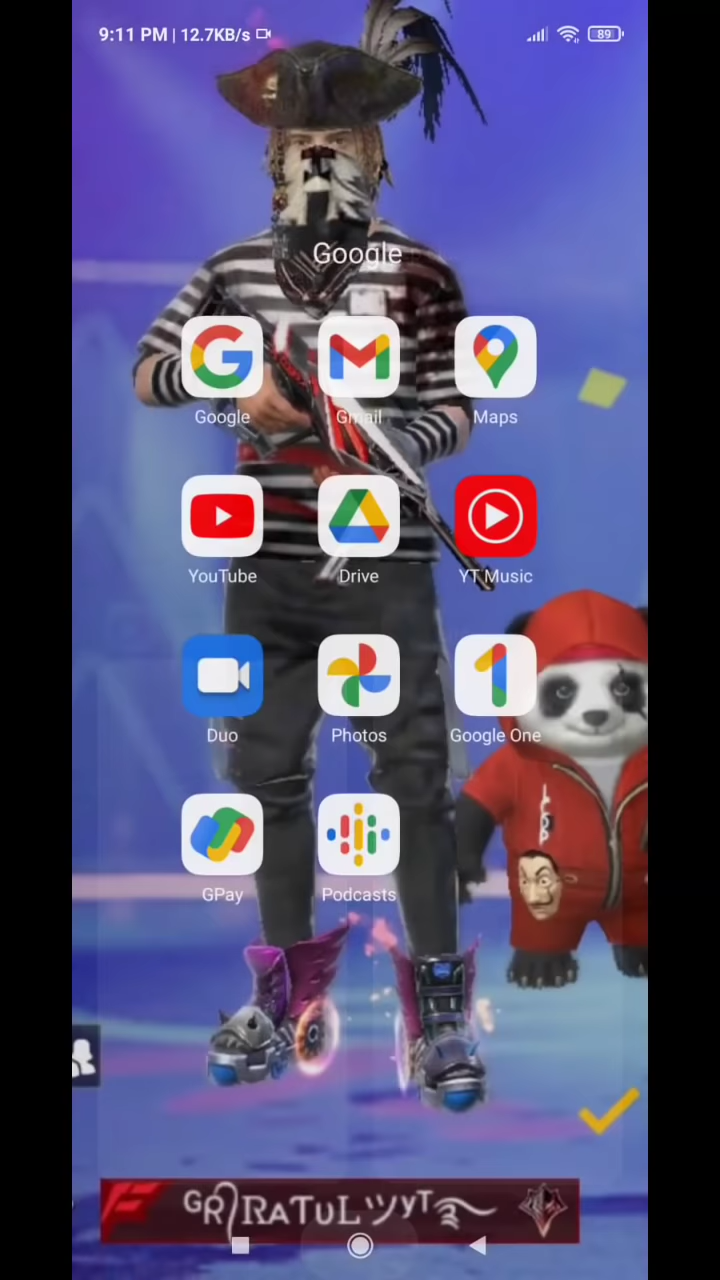 9:11 PM | 12.7KB/s 89
Google
Google Gmail Maps
YouTube Drive YT Music
Duo Photos Google One
GPay Podcasts